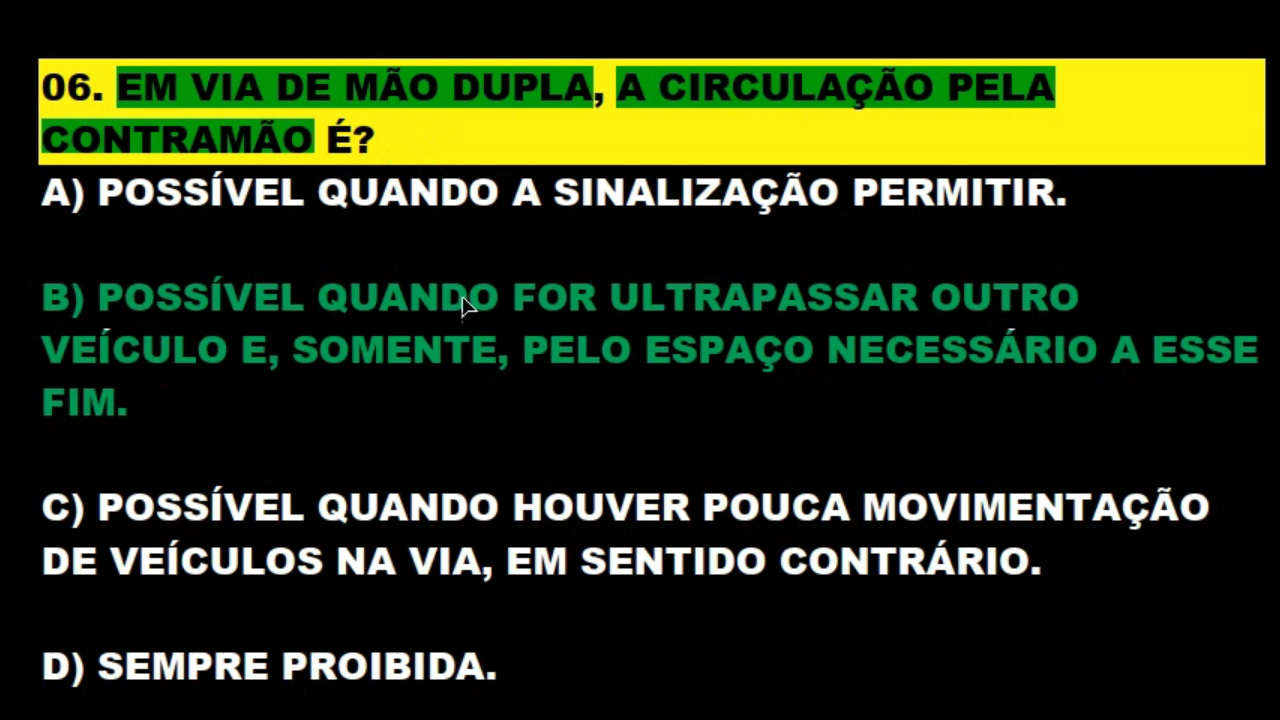 06. EM VIA DE MÃO DUPLA, A CIRCULAÇÃO PELA
CONTRAMÃO É?
A) POSSÍVEL QUANDO A SINALIZAÇÃO PERMITIR.
B) POSSÍVEL QUANDO FOR ULTRAPASSAR OUTRO
VEÍCULO E, SOMENTE, PELO ESPAÇO NECESSÁRIO A ESSE
FIM.
C) POSSÍVEL QUANDO HOUVER POUCA MOVIMENTAÇÃO
DE VEÍCULOS NA VIA, EM SENTIDO CONTRÁRIO.
D) SEMPRE PROIBIDA.